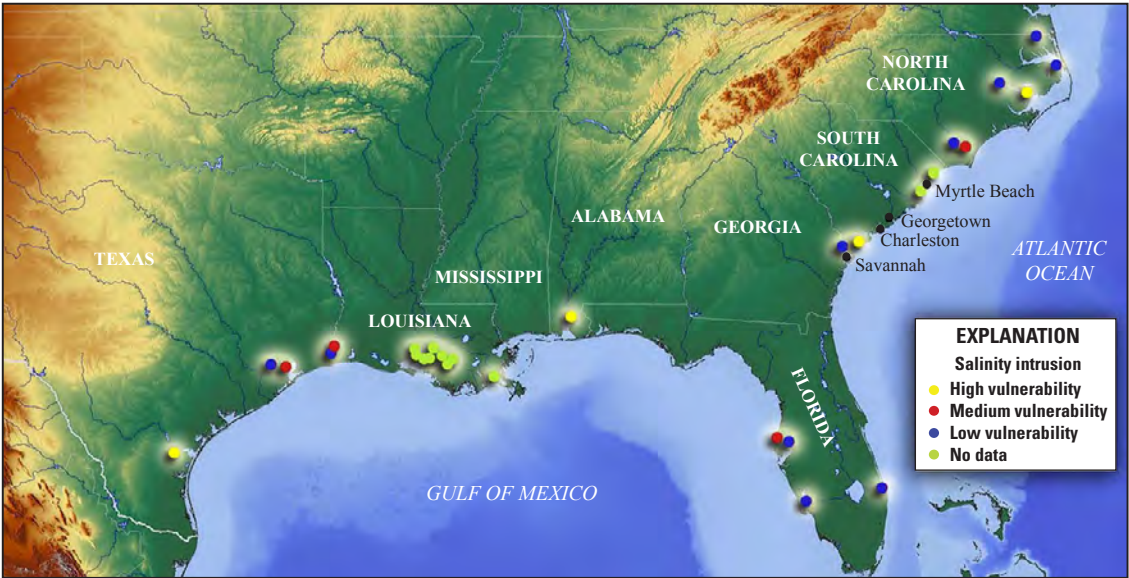 NORTH
CAROLINA
SOUTH
CAROLINA
Myrtle Beach
ALABAMA
GEORGIA
Georgetown
Charleston
ATLANTIC
OCEAN
TEXAS
Savannah
MISSISSIPPI
LOUISIANA
FLORIDA
GULF OF MEXICO
EXPLANATION
Salinity intrusion
High vulnerability
Medium vulnerability
Low vulnerability
No data